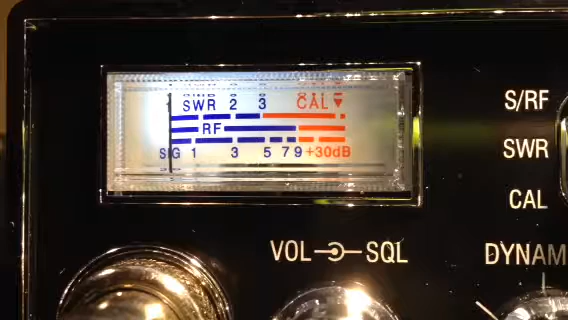 SWR 2 3 CAL
RF
SIG 1 3 5 7 9 +30dB
S/RF
SWR
CAL
VOL SQL
DYNAM